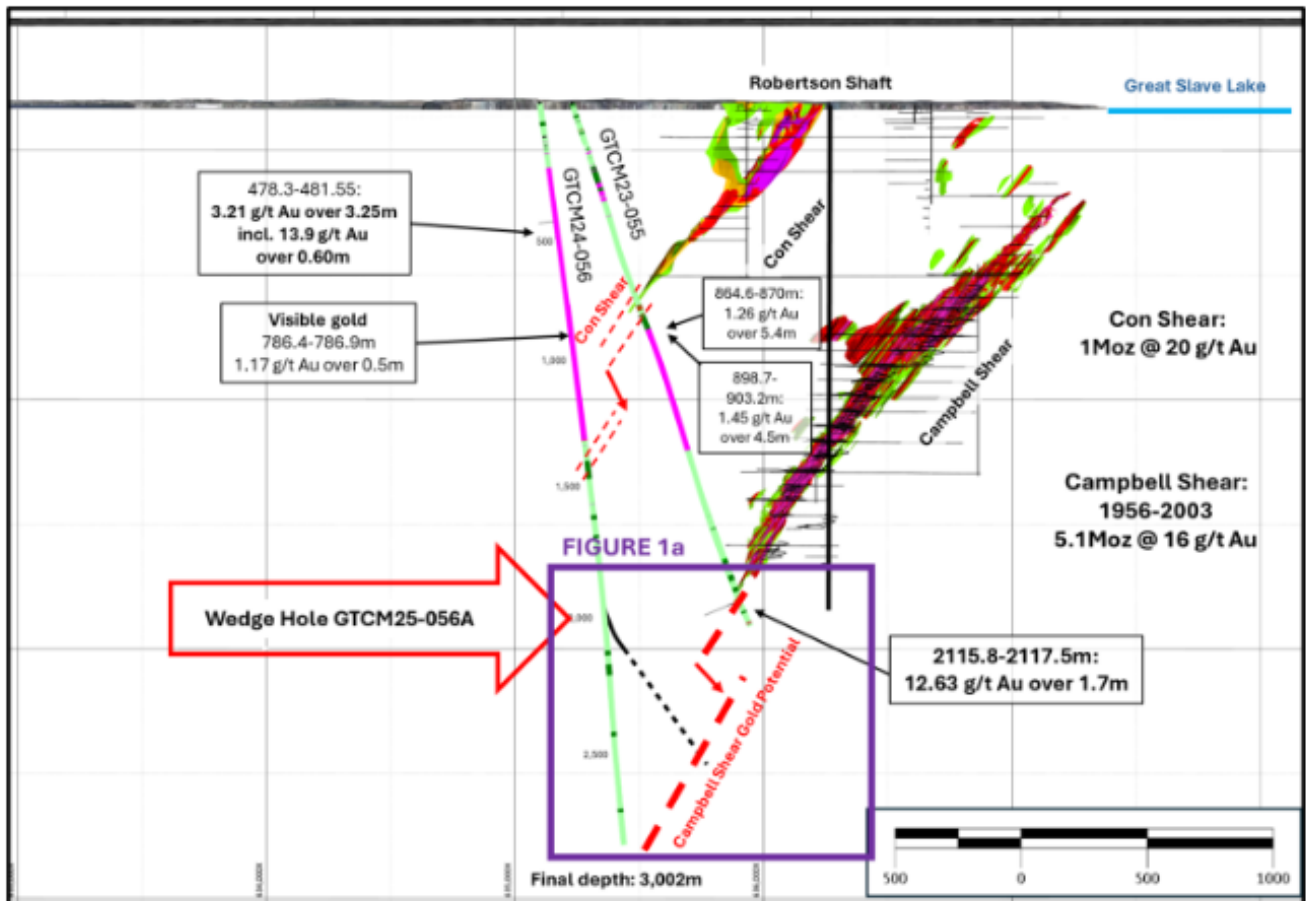 Robertson Shaft
Great Slave Lake
GTCM23-055
GTCM24-056
478.3-481.55:
3.21 g/t Au over 3.25m
incl. 13.9 g/t Au
over 0.60m
500
Con Shear
Con Shear
864.6-870m:
1.26 g/t Au
over 5.4m
Visible gold
786.4-786.9m
1.17 g/t Au over 0.5m
1,000
898.7-
903.2m:
1.45 g/t Au
over 4.5m
Campbell Shear
Con Shear:
1Moz @ 20 g/t Au
1,500
Campbell Shear:
1956-2003
5.1Moz @ 16 g/t Au
FIGURE 1a
Wedge Hole GTCM25-056A
2115.8-2117.5m:
12.63 g/t Au over 1.7m
Campbell Shear Gold Potential
2,500
Final depth: 3,002m
500
0
500
1000